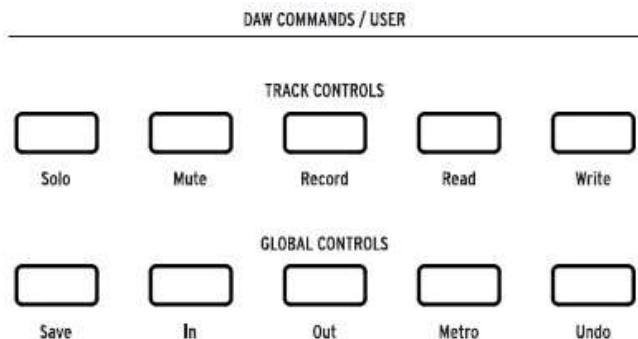 DAW COMMANDS / USER
TRACK CONTROLS
Solo Mute Record Read Write
GLOBAL CONTROLS
Save In Out Metro Undo